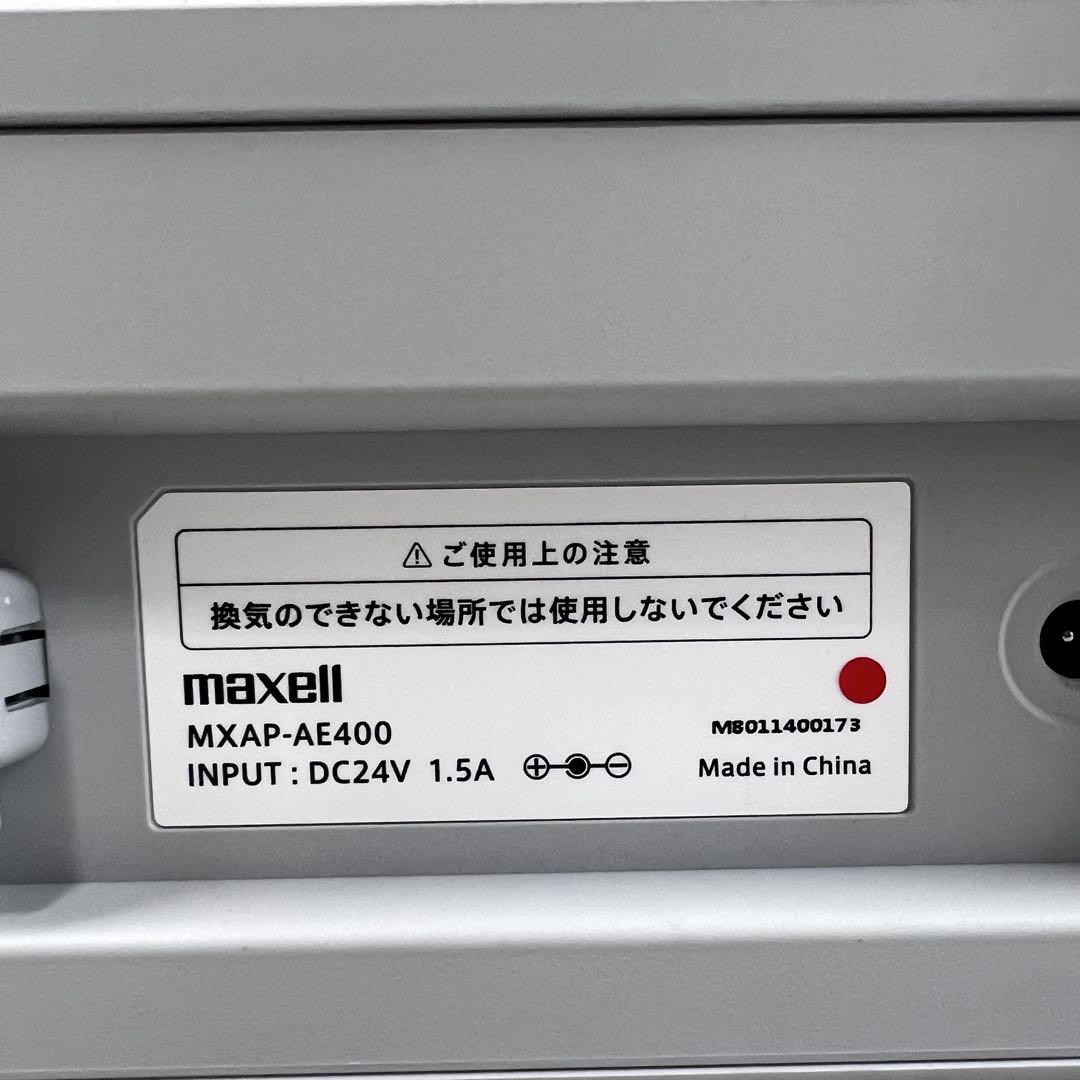 ⚠ご使用上の注意
換気のできない場所では使用しないでください
maxell
MXAP-AE400
M8011400173
INPUT : DC24V 1.5A
Made in China